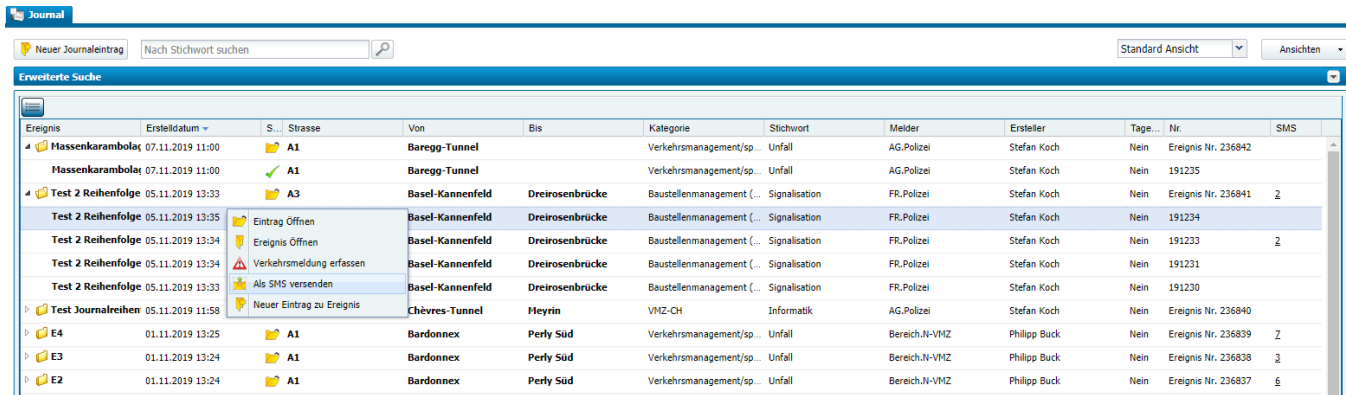 Journal
Neuer Journaleintrag Nach Stichwort suchen Standard Ansicht Ansichten
Erweiterte Suche
Ereignis Erstelldatum S... Strasse Von Bis Kategorie Stichwort Melder Ersteller Tage... Nr. SMS
Massenkarambolag 07.11.2019 11:00 A1 Baregg-Tunnel Verkehrsmanagement/sp... Unfall AG.Polizei Stefan Koch Nein Ereignis Nr. 236842
Massenkarambolag 07.11.2019 11:00 A1 Baregg-Tunnel Verkehrsmanagement/sp... Unfall AG.Polizei Stefan Koch Nein 191235
Test 2 Reihenfolge 05.11.2019 13:33 A3 Basel-Kannenfeld Dreirosenbrücke Baustellenmanagement (... Signalisation FR.Polizei Stefan Koch Nein Ereignis Nr. 236841 2
Test 2 Reihenfolge 05.11.2019 13:35 Basel-Kannenfeld Dreirosenbrücke Baustellenmanagement (... Signalisation FR.Polizei Stefan Koch Nein 191234
Eintrag Öffnen
Test 2 Reihenfolge 05.11.2019 13:34 Ereignis Öffnen Basel-Kannenfeld Dreirosenbrücke Baustellenmanagement (... Signalisation FR.Polizei Stefan Koch Nein 191233 2
Test 2 Reihenfolge 05.11.2019 13:34 Verkehrsmeldung erfassen Basel-Kannenfeld Dreirosenbrücke Baustellenmanagement (... Signalisation FR.Polizei Stefan Koch Nein 191231
Test 2 Reihenfolge 05.11.2019 13:33 Als SMS versenden Basel-Kannenfeld Dreirosenbrücke Baustellenmanagement (... Signalisation FR.Polizei Stefan Koch Nein 191230
Test Journalreihen 05.11.2019 11:58 Neuer Eintrag zu Ereignis Chèvres-Tunnel Meyrin VMZ-CH Informatik AG.Polizei Stefan Koch Nein Ereignis Nr. 236840
E4 01.11.2019 13:25 A1 Bardonnex Perly Süd Verkehrsmanagement/sp... Unfall Bereich.N-VMZ Philipp Buck Nein Ereignis Nr. 236839 7
E3 01.11.2019 13:24 A1 Bardonnex Perly Süd Verkehrsmanagement/sp... Unfall Bereich.N-VMZ Philipp Buck Nein Ereignis Nr. 236838 3
E2 01.11.2019 13:24 A1 Bardonnex Perly Süd Verkehrsmanagement/sp... Unfall Bereich.N-VMZ Philipp Buck Nein Ereignis Nr. 236837 6